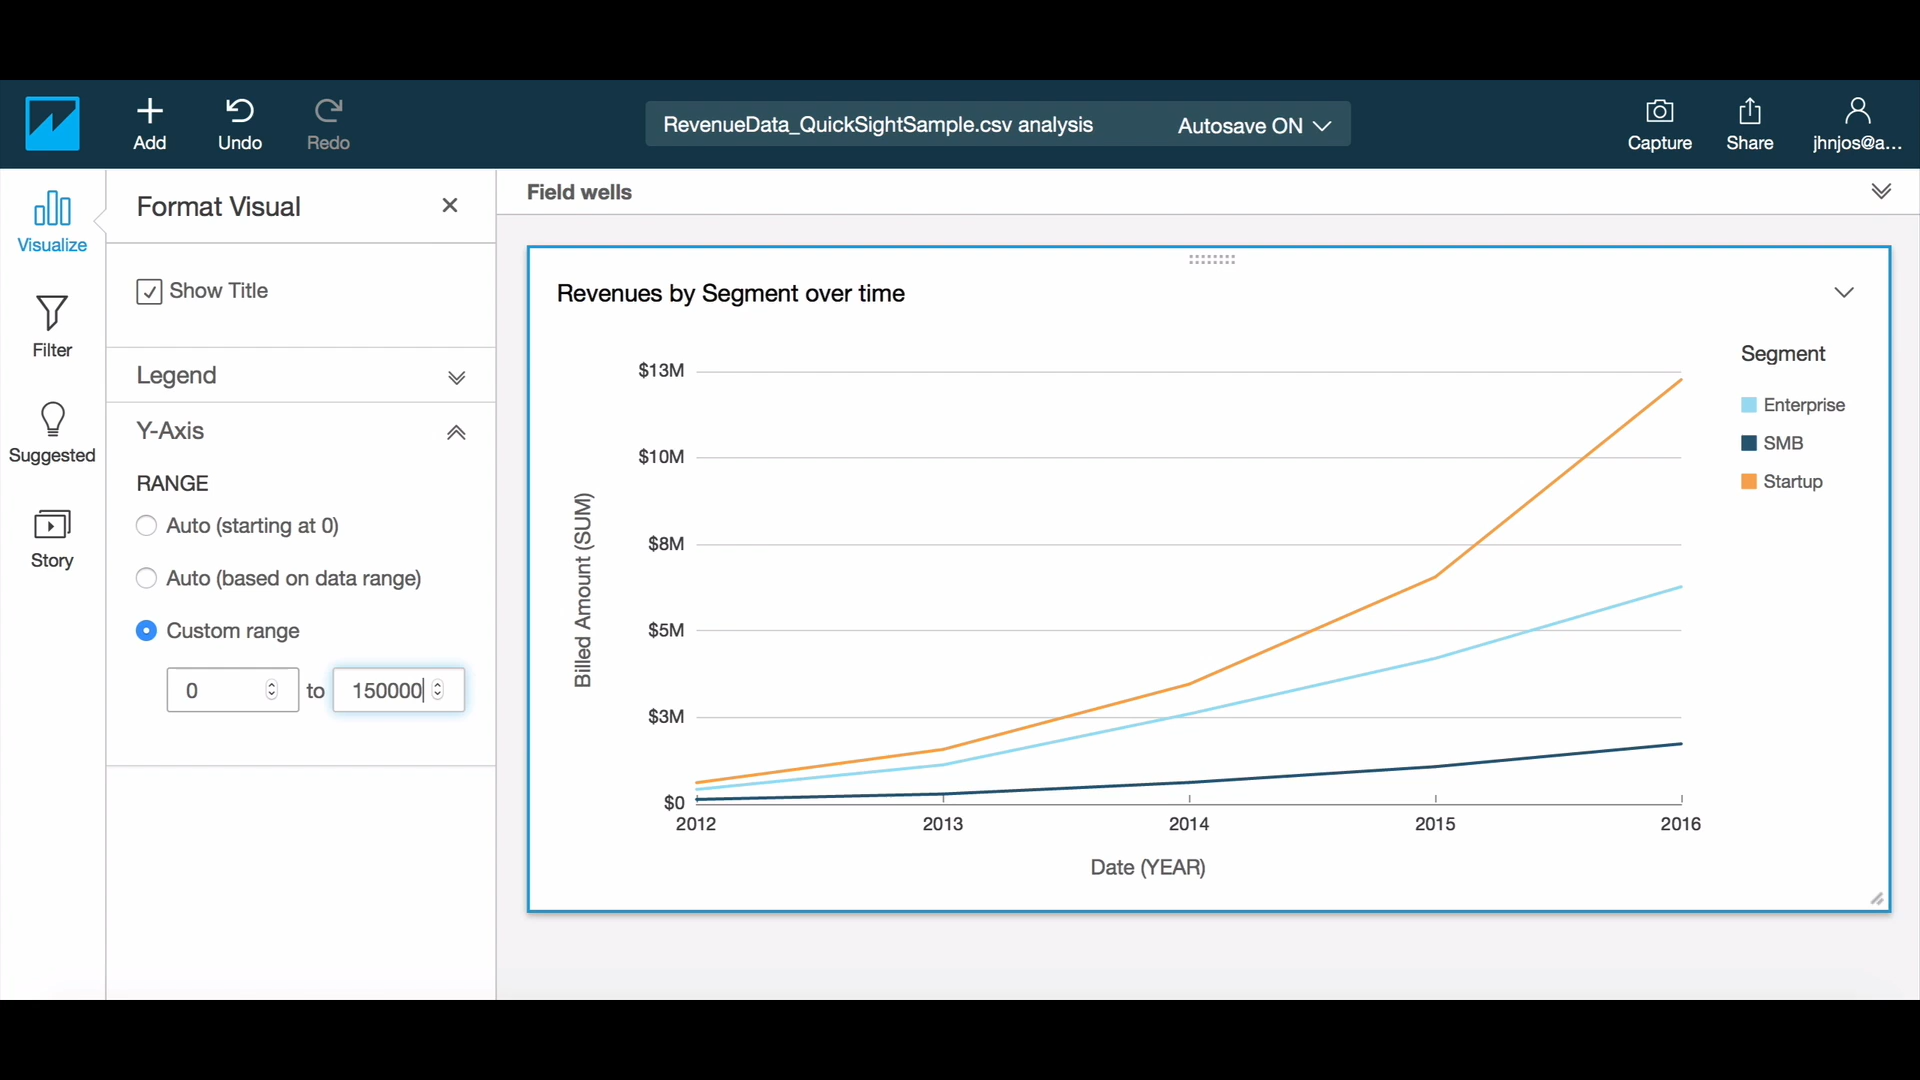 Add
Undo
Redo
RevenueData_QuickSightSample.csv analysis
Autosave ON
Capture
Share
jhnjos@a...
Visualize
Filter
Suggested
Story
Format Visual
Show Title
Legend
Y-Axis
RANGE
Auto (starting at 0)
Auto (based on data range)
Custom range
0 to 150000
Field wells
Revenues by Segment over time
$13M
$10M
$8M
$5M
$3M
$0
Billed Amount (SUM)
2012 2013 2014 2015 2016
Date (YEAR)
Segment
Enterprise
SMB
Startup